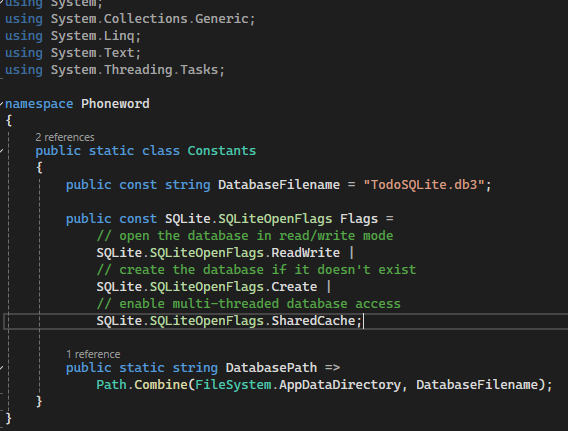 using System;
using System.Collections.Generic;
using System.Linq;
using System.Text;
using System.Threading.Tasks;
namespace Phoneword
{
2 references
public static class Constants
{
public const string DatabaseFilename = "TodoSQLite.db3";
public const SQLite.SQLiteOpenFlags Flags =
// open the database in read/write mode
SQLite.SQLiteOpenFlags.ReadWrite |
// create the database if it doesn't exist
SQLite.SQLiteOpenFlags.Create |
// enable multi-threaded database access
SQLite.SQLiteOpenFlags.SharedCache;
1 reference
public static string DatabasePath =>
Path.Combine(FileSystem.AppDataDirectory, DatabaseFilename);
}
}